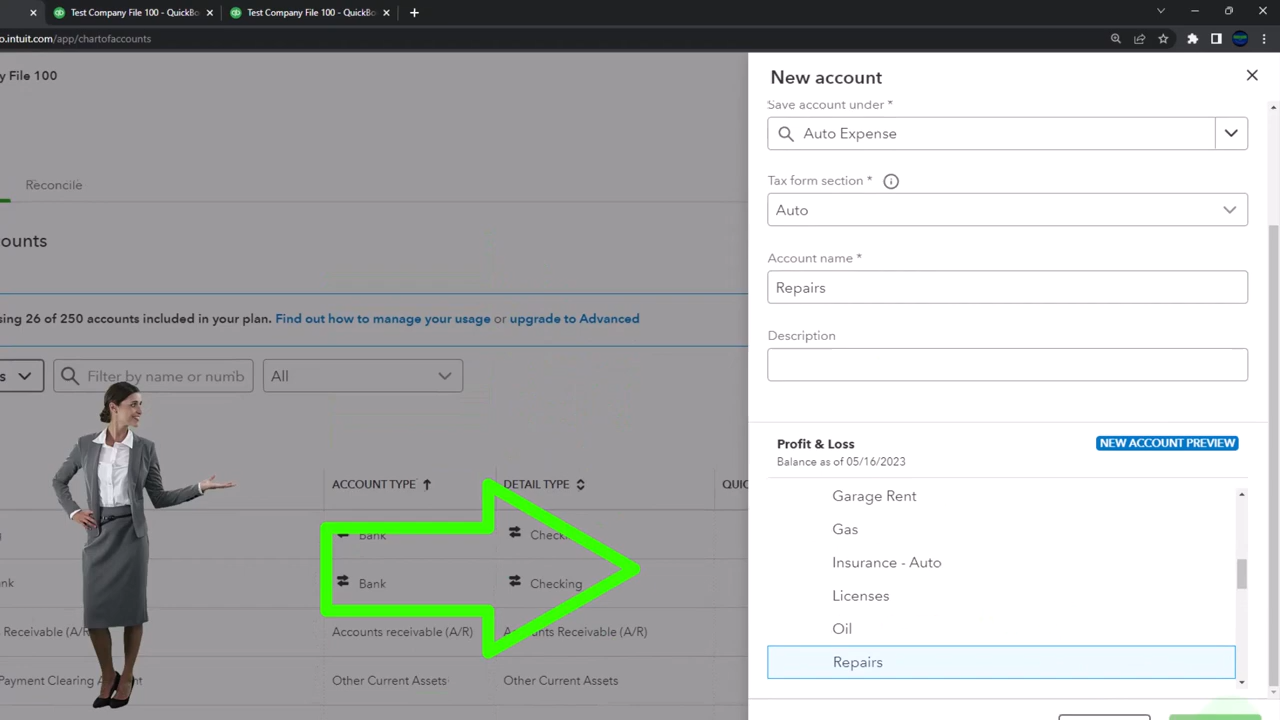 Test Company File 100 - QuickBo
Test Company File 100 - QuickBo
o.intuit.com/app/chartofaccounts
y File 100
New account
Save account under *
Auto Expense
Reconcile
Tax form section *
Auto
ounts
Account name *
Repairs
sing 26 of 250 accounts included in your plan. Find out how to manage your usage or upgrade to Advanced
Description
s
Filter by name or numb
All
Profit & Loss
NEW ACCOUNT PREVIEW
Balance as of 05/16/2023
ACCOUNT TYPE
DETAIL TYPE
QUIC
Garage Rent
Gas
Insurance - Auto
Licenses
Oil
Repairs
g
Bank
Check
nk
Bank
Checking
Receivable (A/R)
Accounts receivable (A/R)
Accounts Receivable (A/R)
Payment Clearing A nt
Other Current Assets
Other Current Assets